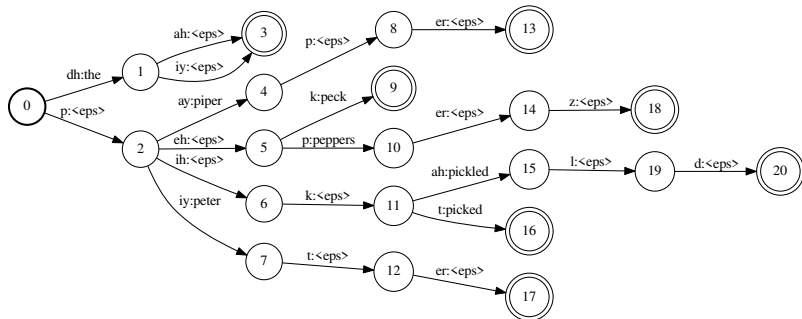 0
dh:the
p:<eps>
1
ah:<eps>
iy:<eps>
3
2
ay:piper
eh:<eps>
ih:<eps>
iy:peter
4
p:<eps>
8
er:<eps>
13
5
k:peck
9
p:peppers
10
er:<eps>
14
z:<eps>
18
6
k:<eps>
11
ah:pickled
15
l:<eps>
19
d:<eps>
20
t:picked
16
7
t:<eps>
12
er:<eps>
17